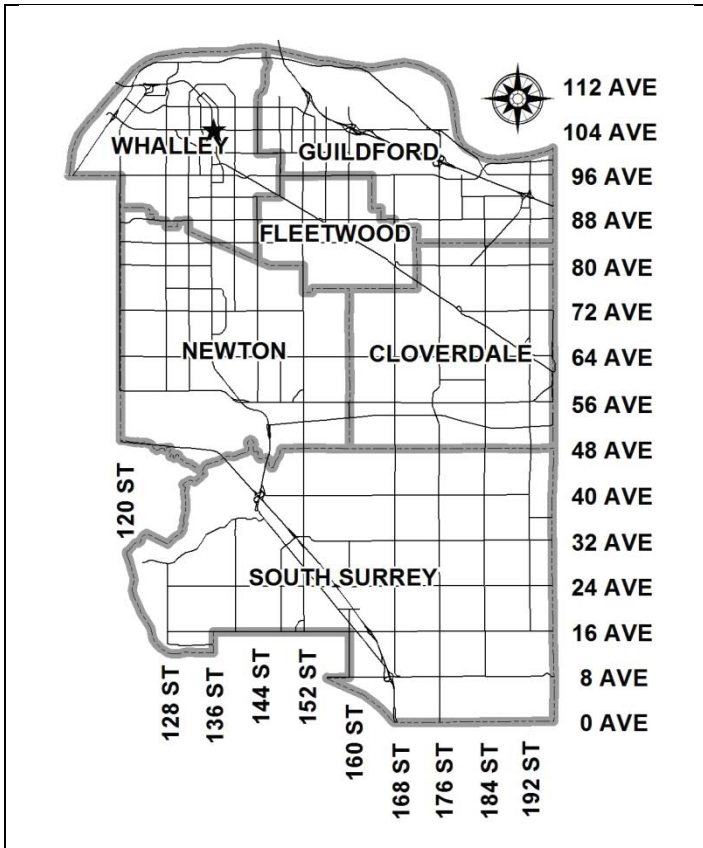 112 AVE
104 AVE
WHALLEY
GUILDFORD
96 AVE
88 AVE
FLEETWOOD
80 AVE
72 AVE
NEWTON
CLOVERDALE
64 AVE
56 AVE
48 AVE
120 ST
40 AVE
32 AVE
SOUTH SURREY
24 AVE
16 AVE
128 ST
136 ST
144 ST
152 ST
160 ST
168 ST
176 ST
184 ST
192 ST
8 AVE
0 AVE